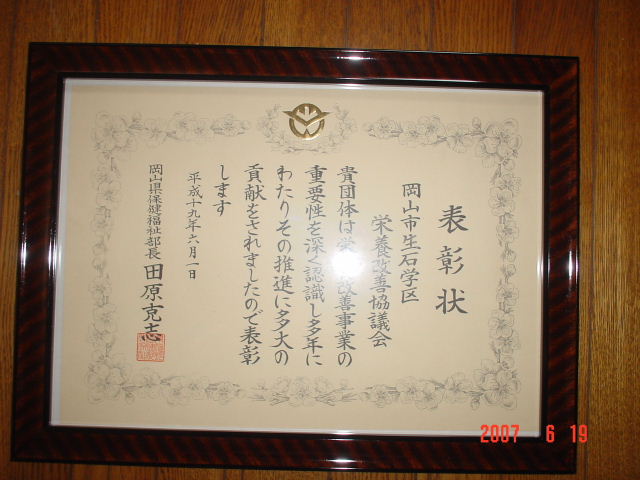 表彰状
岡山市生石学区
栄養改善協議会
貴団体は栄養改善事業の
重要性を深く認識し多年に
わたりその推進に多大の
貢献をされましたので表彰
します
平成十九年六月一日
岡山県保健福祉部長 田原克志
2007 6 19